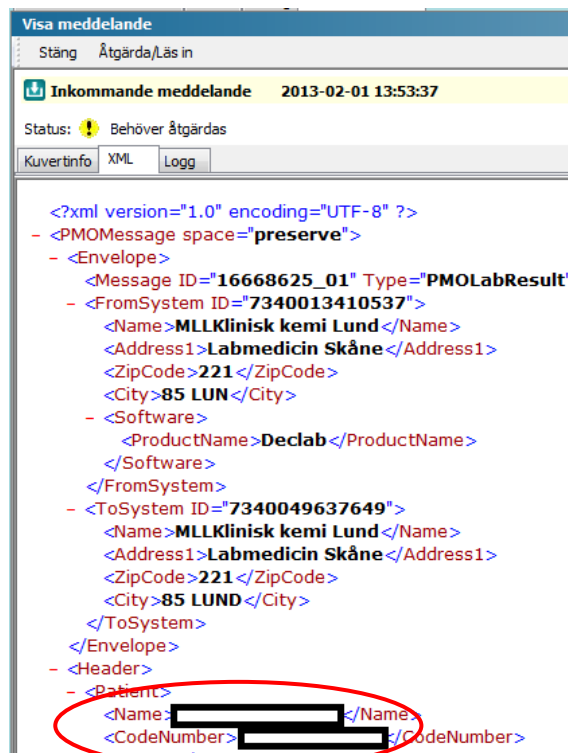 Visa meddelande
Stäng Åtgärda/Läs in
Inkommande meddelande 2013-02-01 13:53:37
Status: Behöver åtgärdas
Kuvertinfo XML Logg
<?xml version="1.0" encoding="UTF-8" ?>
– <PMOMessage space="preserve">
– <Envelope>
<Message ID="16668625_01" Type="PMOLabResult"
– <FromSystem ID="7340013410537">
<Name>MLLKlinisk kemi Lund</Name>
<Address1>Labmedicin Skåne</Address1>
<ZipCode>221</ZipCode>
<City>85 LUN</City>
– <Software>
<ProductName>Declab</ProductName>
</Software>
</FromSystem>
– <ToSystem ID="7340049637649">
<Name>MLLKlinisk kemi Lund</Name>
<Address1>Labmedicin Skåne</Address1>
<ZipCode>221</ZipCode>
<City>85 LUND</City>
</ToSystem>
</Envelope>
– <Header>
– <Patient>
<Name> </Name>
<CodeNumber> </CodeNumber>